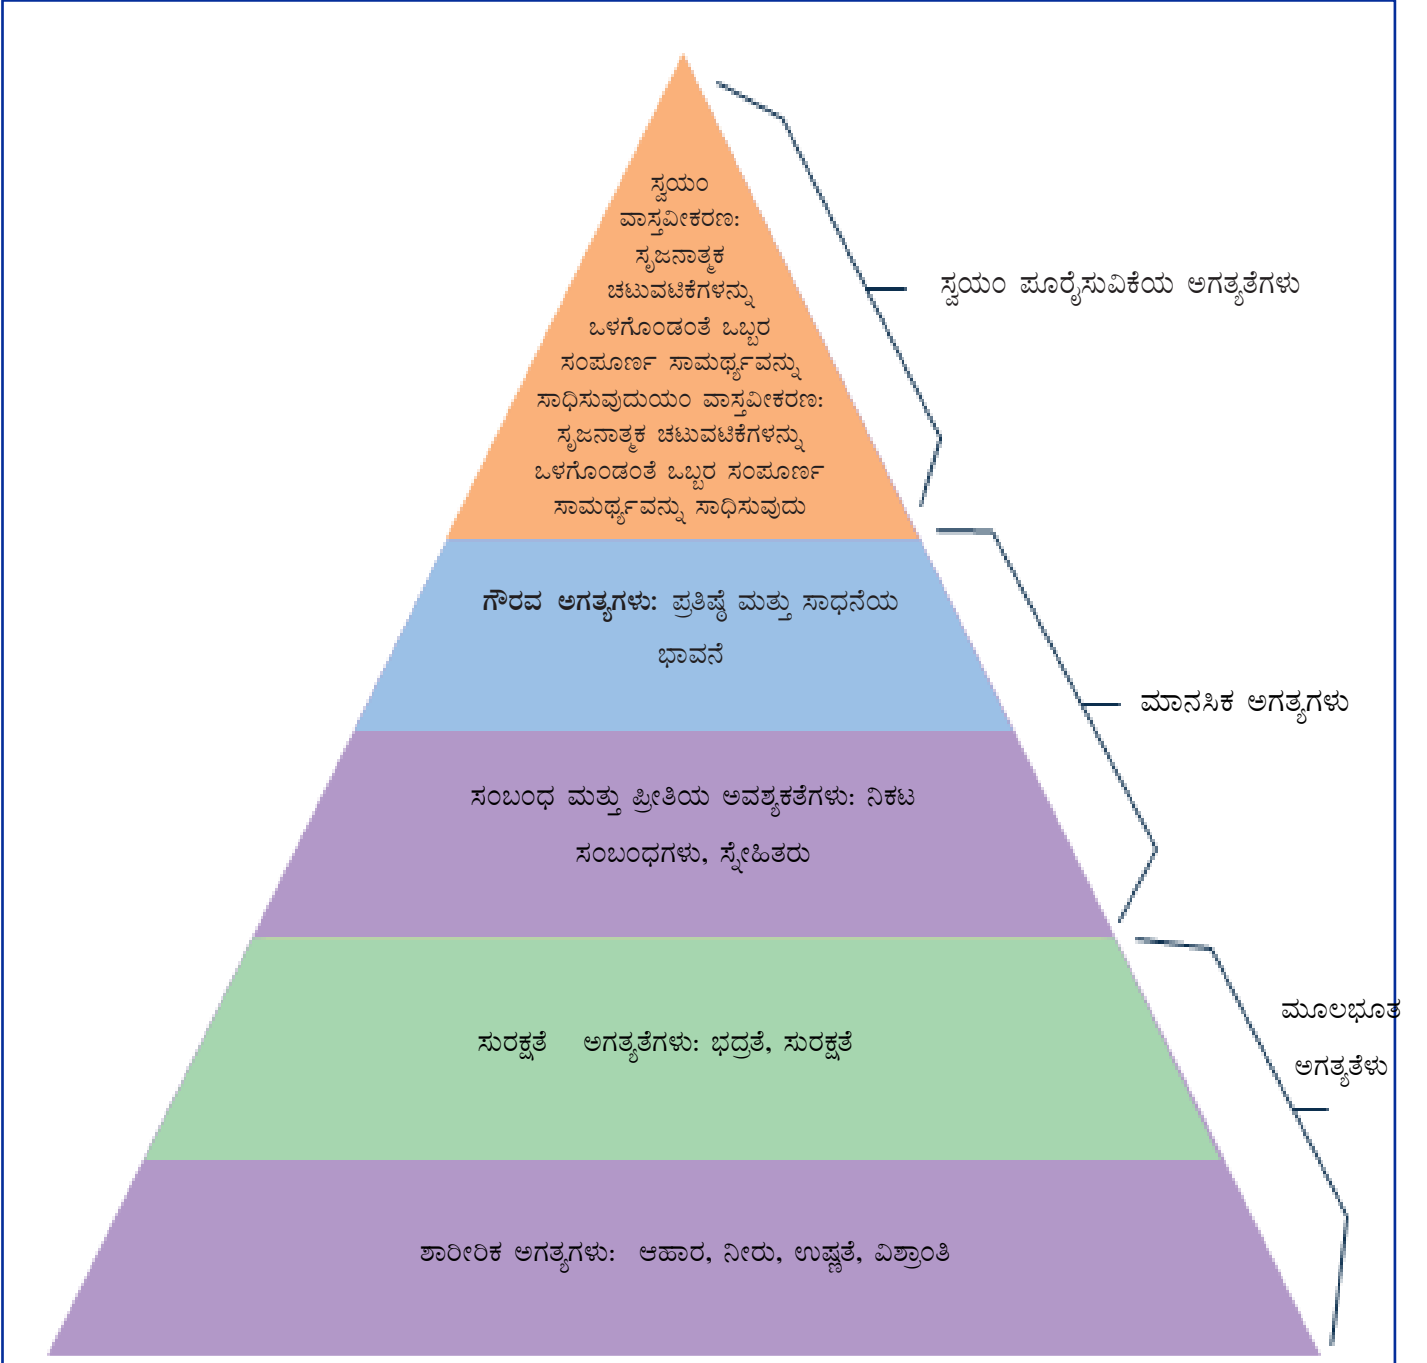 ಸ್ವಯಂ
ವಾಸ್ತವೀಕರಣ:
ಸೃಜನಾತ್ಮಕ
ಚಟುವಟಿಕೆಗಳನ್ನು
ಒಳಗೊಂಡಂತೆ ಒಬ್ಬರ
ಸಂಪೂರ್ಣ ಸಾಮರ್ಥ್ಯವನ್ನು
ಸಾಧಿಸುವುದುಯಂ ವಾಸ್ತವೀಕರಣ:
ಸೃಜನಾತ್ಮಕ ಚಟುವಟಿಕೆಗಳನ್ನು
ಒಳಗೊಂಡಂತೆ ಒಬ್ಬರ ಸಂಪೂರ್ಣ
ಸಾಮರ್ಥ್ಯವನ್ನು ಸಾಧಿಸುವುದು
ಸ್ವಯಂ ಪೂರೈಸುವಿಕೆಯ ಅಗತ್ಯತೆಗಳು
ಗೌರವ ಅಗತ್ಯಗಳು: ಪ್ರತಿಷ್ಠೆ ಮತ್ತು ಸಾಧನೆಯ
ಭಾವನೆ
ಮಾನಸಿಕ ಅಗತ್ಯಗಳು
ಸಂಬಂಧ ಮತ್ತು ಪ್ರೀತಿಯ ಅವಶ್ಯಕತೆಗಳು: ನಿಕಟ
ಸಂಬಂಧಗಳು, ಸ್ನೇಹಿತರು
ಸುರಕ್ಷತೆ ಅಗತ್ಯತೆಗಳು: ಭದ್ರತೆ, ಸುರಕ್ಷತೆ
ಮೂಲಭೂತ
ಅಗತ್ಯತೆಳು
ಶಾರೀರಿಕ ಅಗತ್ಯಗಳು: ಆಹಾರ, ನೀರು, ಉಷ್ಣತೆ, ವಿಶ್ರಾಂತಿ